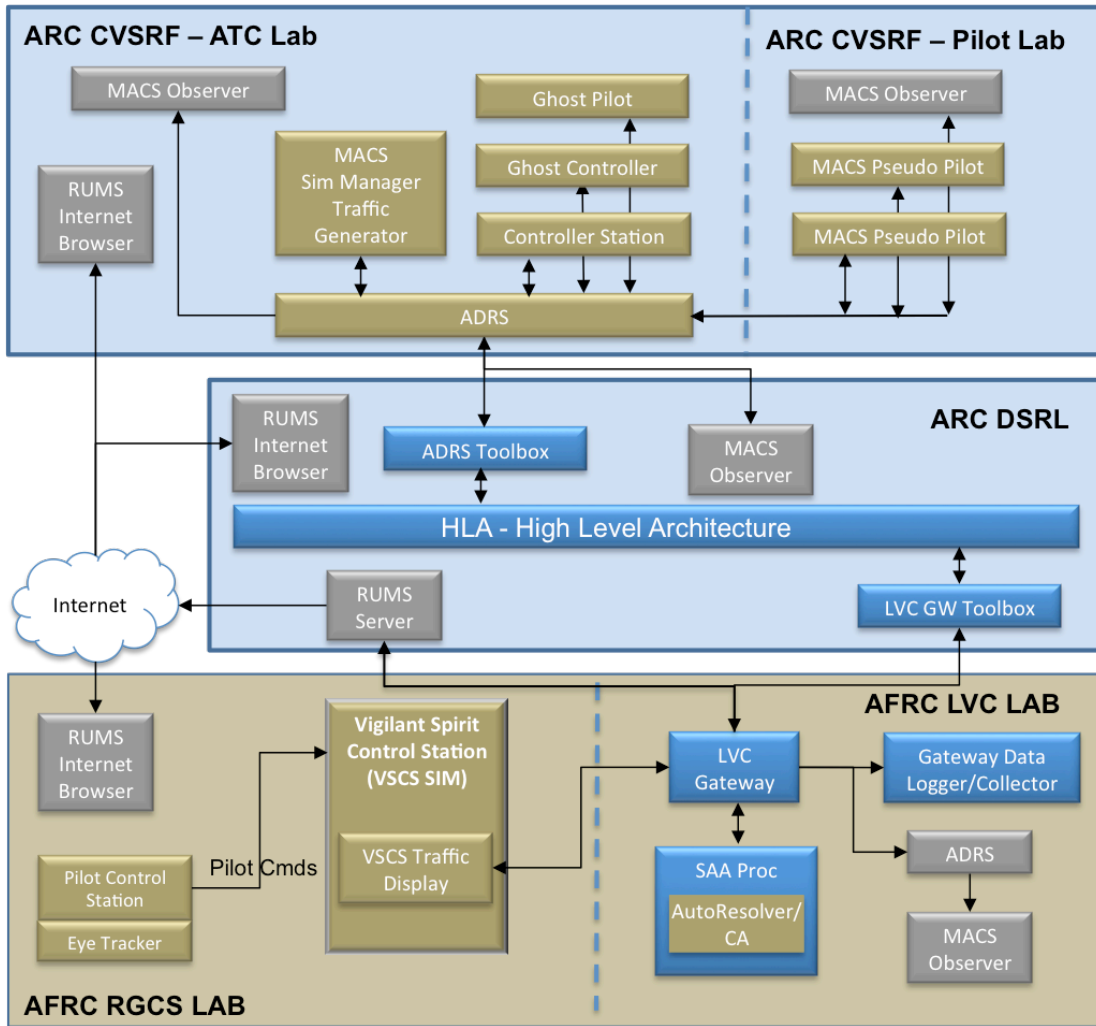 ARC CVSRF – ATC Lab
ARC CVSRF – Pilot Lab
MACS Observer
Ghost Pilot
MACS Observer
MACS
Sim Manager
Traffic
Generator
Ghost Controller
MACS Pseudo Pilot
RUMS
Internet
Browser
Controller Station
MACS Pseudo Pilot
ADRS
ARC DSRL
RUMS
Internet
Browser
ADRS Toolbox
MACS
Observer
HLA - High Level Architecture
Internet
RUMS
Server
LVC GW Toolbox
AFRC LVC LAB
RUMS
Internet
Browser
Vigilant Spirit
Control Station
(VSCS SIM)
LVC
Gateway
Gateway Data
Logger/Collector
Pilot Cmds
VSCS Traffic
Display
ADRS
Pilot Control
Station
Eye Tracker
SAA Proc
AutoResolver/
CA
MACS
Observer
AFRC RGCS LAB